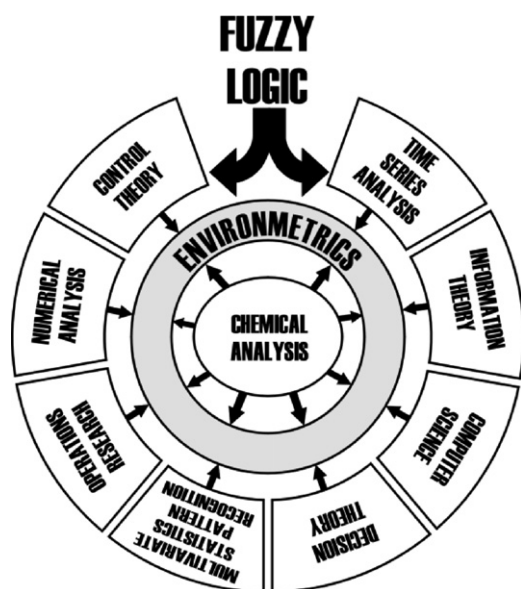 FUZZY
LOGIC
CONTROL
THEORY
TIME
SERIES
ANALYSIS
ENVIRONMETRICS
NUMERICAL
ANALYSIS
INFORMATION
THEORY
CHEMICAL
ANALYSIS
OPERATIONS
RESEARCH
COMPUTER
SCIENCE
MULTIVARIATE
STATISTICS
PATTERN
RECOGNITION
DECISION
THEORY